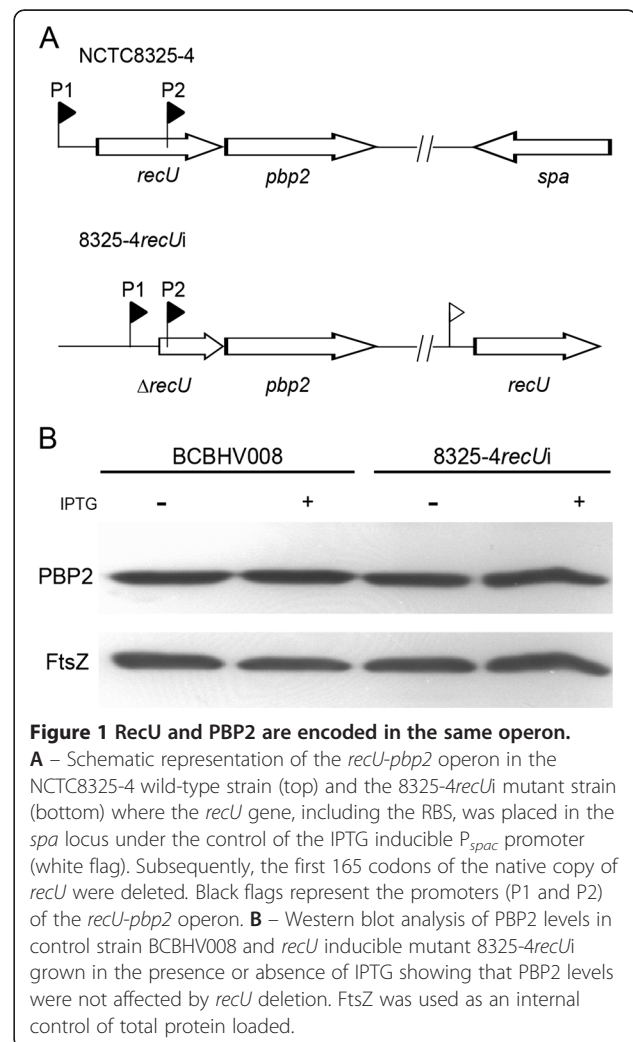 A
NCTC8325-4
P1 P2
recU pbp2 // spa
8325-4recUi
P1 P2
ΔrecU pbp2 // recU
B
BCBHV008 8325-4recUi
IPTG - + - +
PBP2
FtsZ
Figure 1 RecU and PBP2 are encoded in the same operon.
A – Schematic representation of the recU-pbp2 operon in the
NCTC8325-4 wild-type strain (top) and the 8325-4recUi mutant strain
(bottom) where the recU gene, including the RBS, was placed in the
spa locus under the control of the IPTG inducible Pspac promoter
(white flag). Subsequently, the first 165 codons of the native copy of
recU were deleted. Black flags represent the promoters (P1 and P2)
of the recU-pbp2 operon. B – Western blot analysis of PBP2 levels in
control strain BCBHV008 and recU inducible mutant 8325-4recUi
grown in the presence or absence of IPTG showing that PBP2 levels
were not affected by recU deletion. FtsZ was used as an internal
control of total protein loaded.